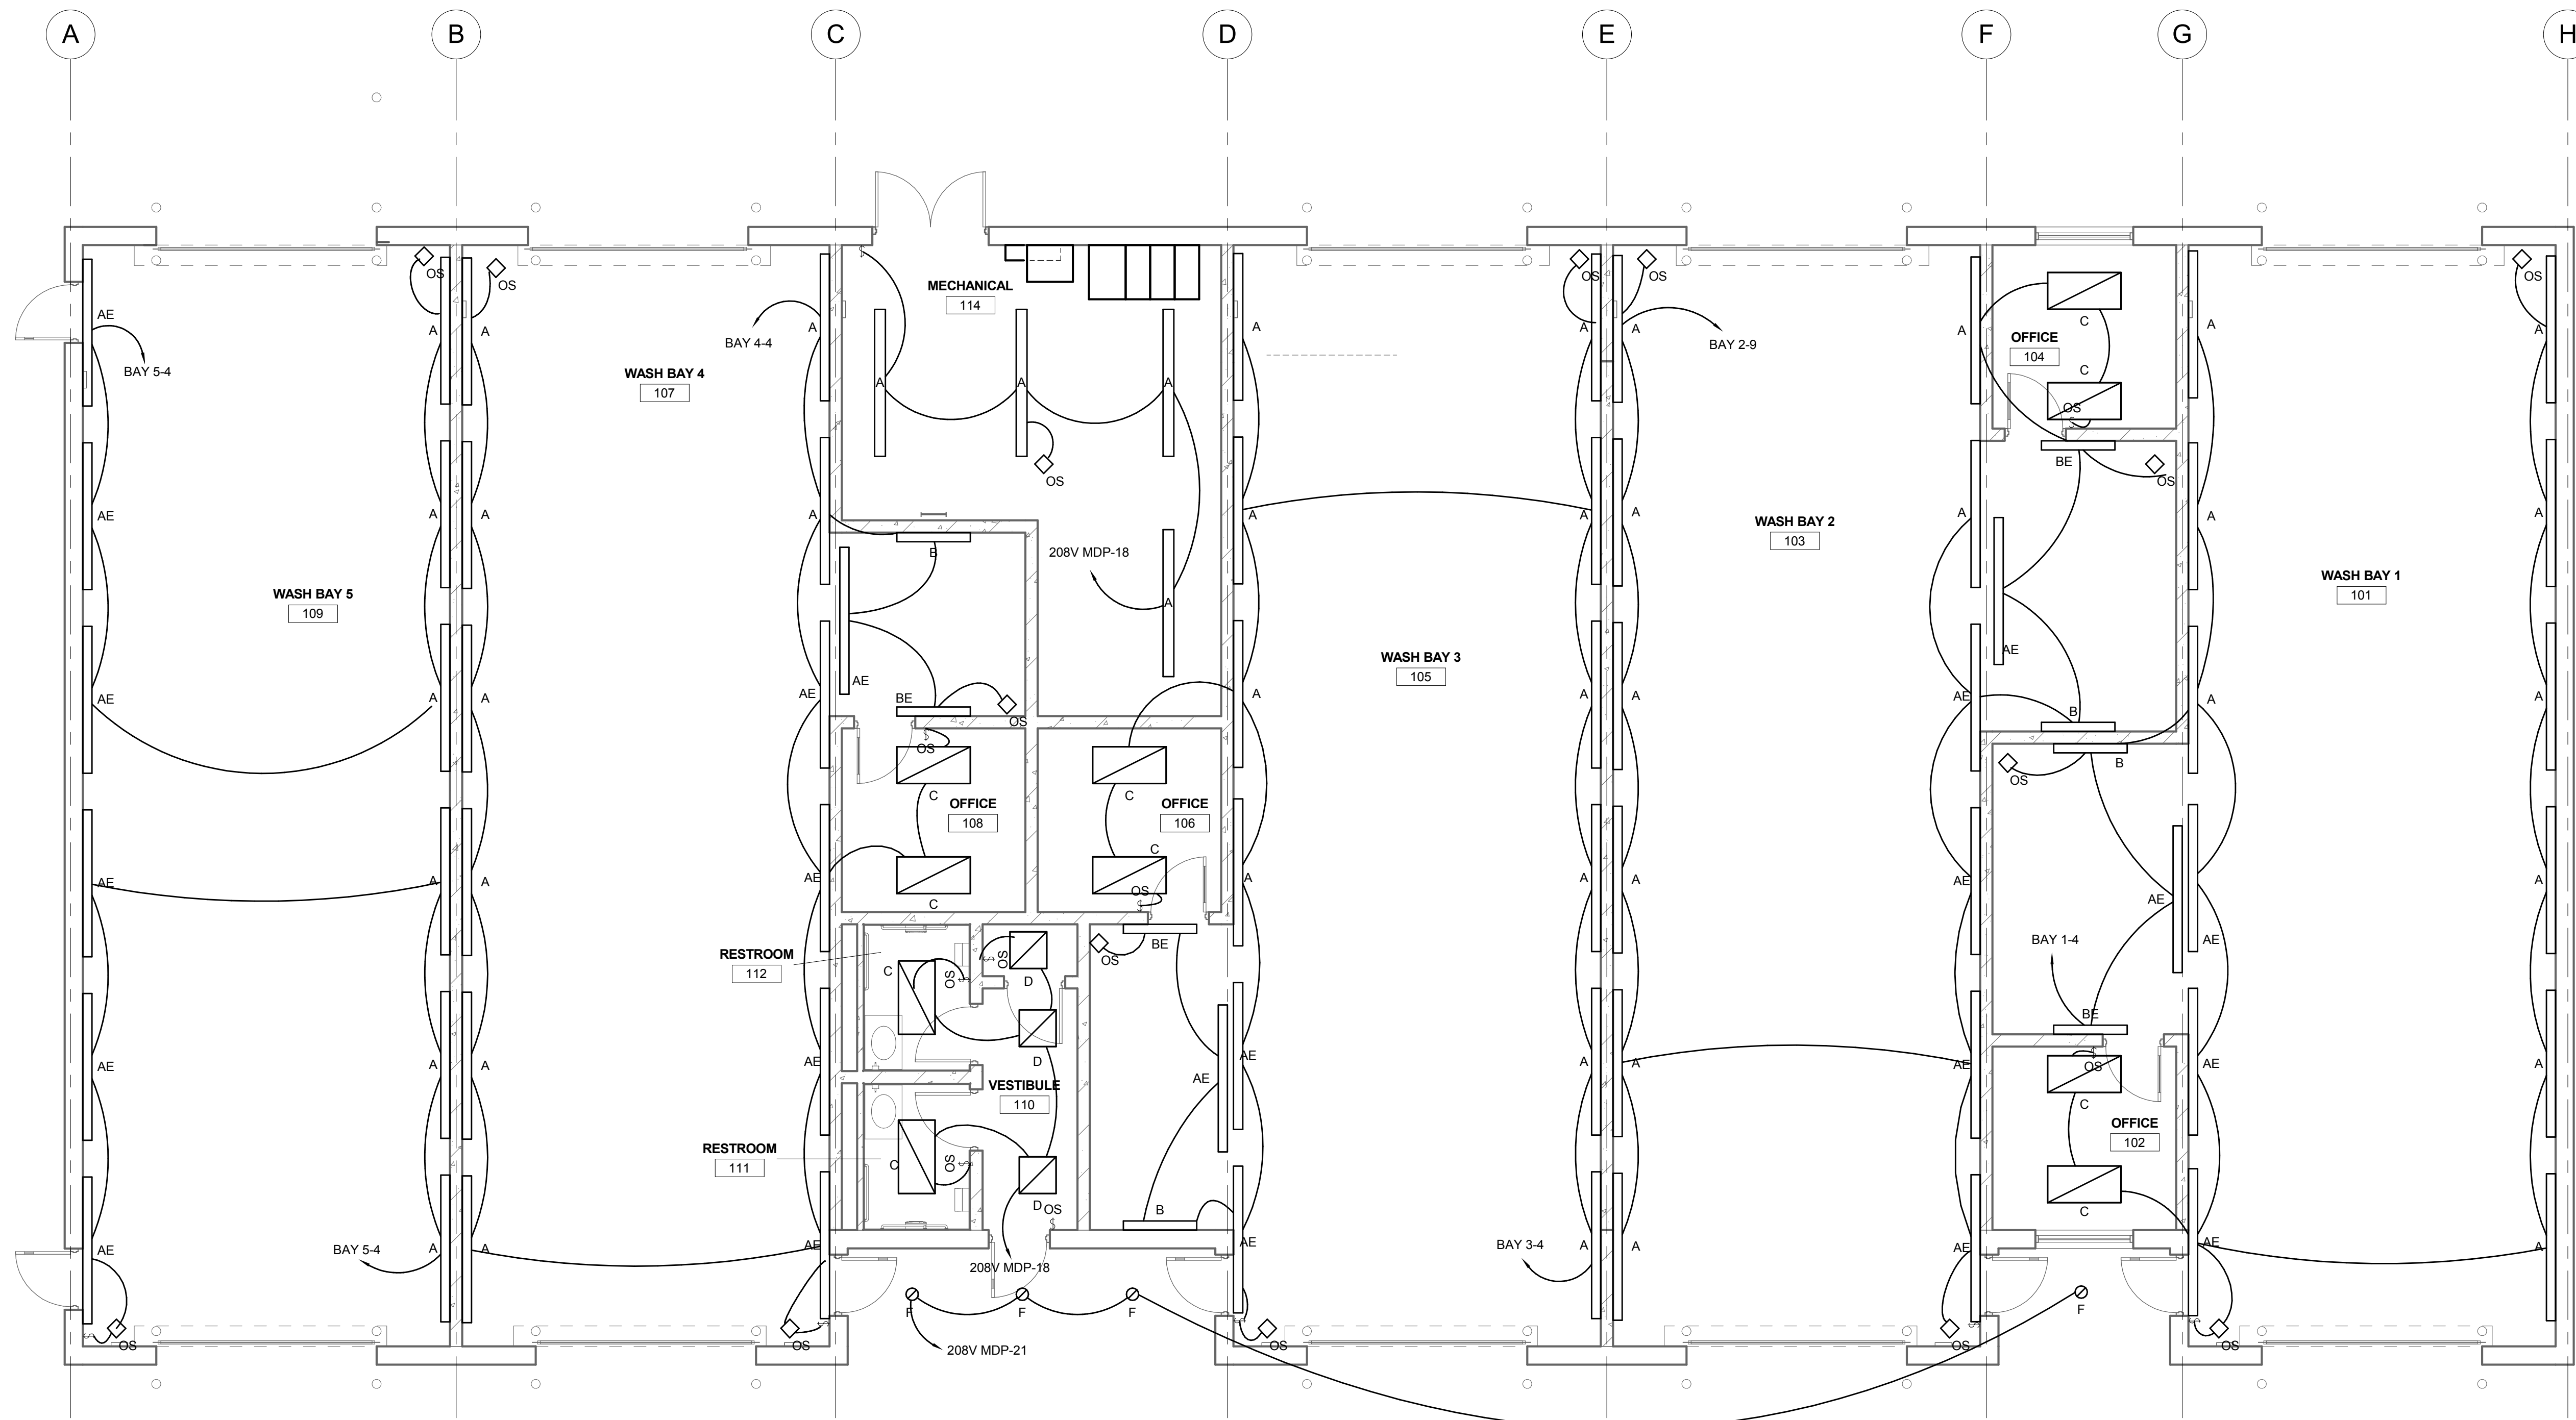 A B C D E F G H
OS OS OS OS OS
MECHANICAL
114
AE A A A A A A A A A
BAY 5-4
BAY 4-4
BAY 2-9
C
OFFICE
104
C
WASH BAY 4
107
A A A
OS
BE
OS
OS
AE A A A A A A A A A
WASH BAY 2
103
B
208V MDP-18
WASH BAY 5
109
WASH BAY 1
101
A
WASH BAY 3
105
AE
AE
BE
AE A A AE A A A AE A A
OS
B
OS
B
OS
C C
OFFICE
108
OFFICE
106
C
AE A A AE A A A AE A
OS
C
AE
RESTROOM
112
C
OS
OS
D
BE
OS
BAY 1-4
AE
BE
D
AE A A AE AE A A AE AE A
OS
AE
VESTIBULE
110
C
RESTROOM
111
C
OS
OFFICE
102
D
OS
B
C
BAY 5-4
BAY 3-4
AE A A AE AE A A AE AE A
208V MDP-18
F F F F
OS OS OS OS OS
208V MDP-21